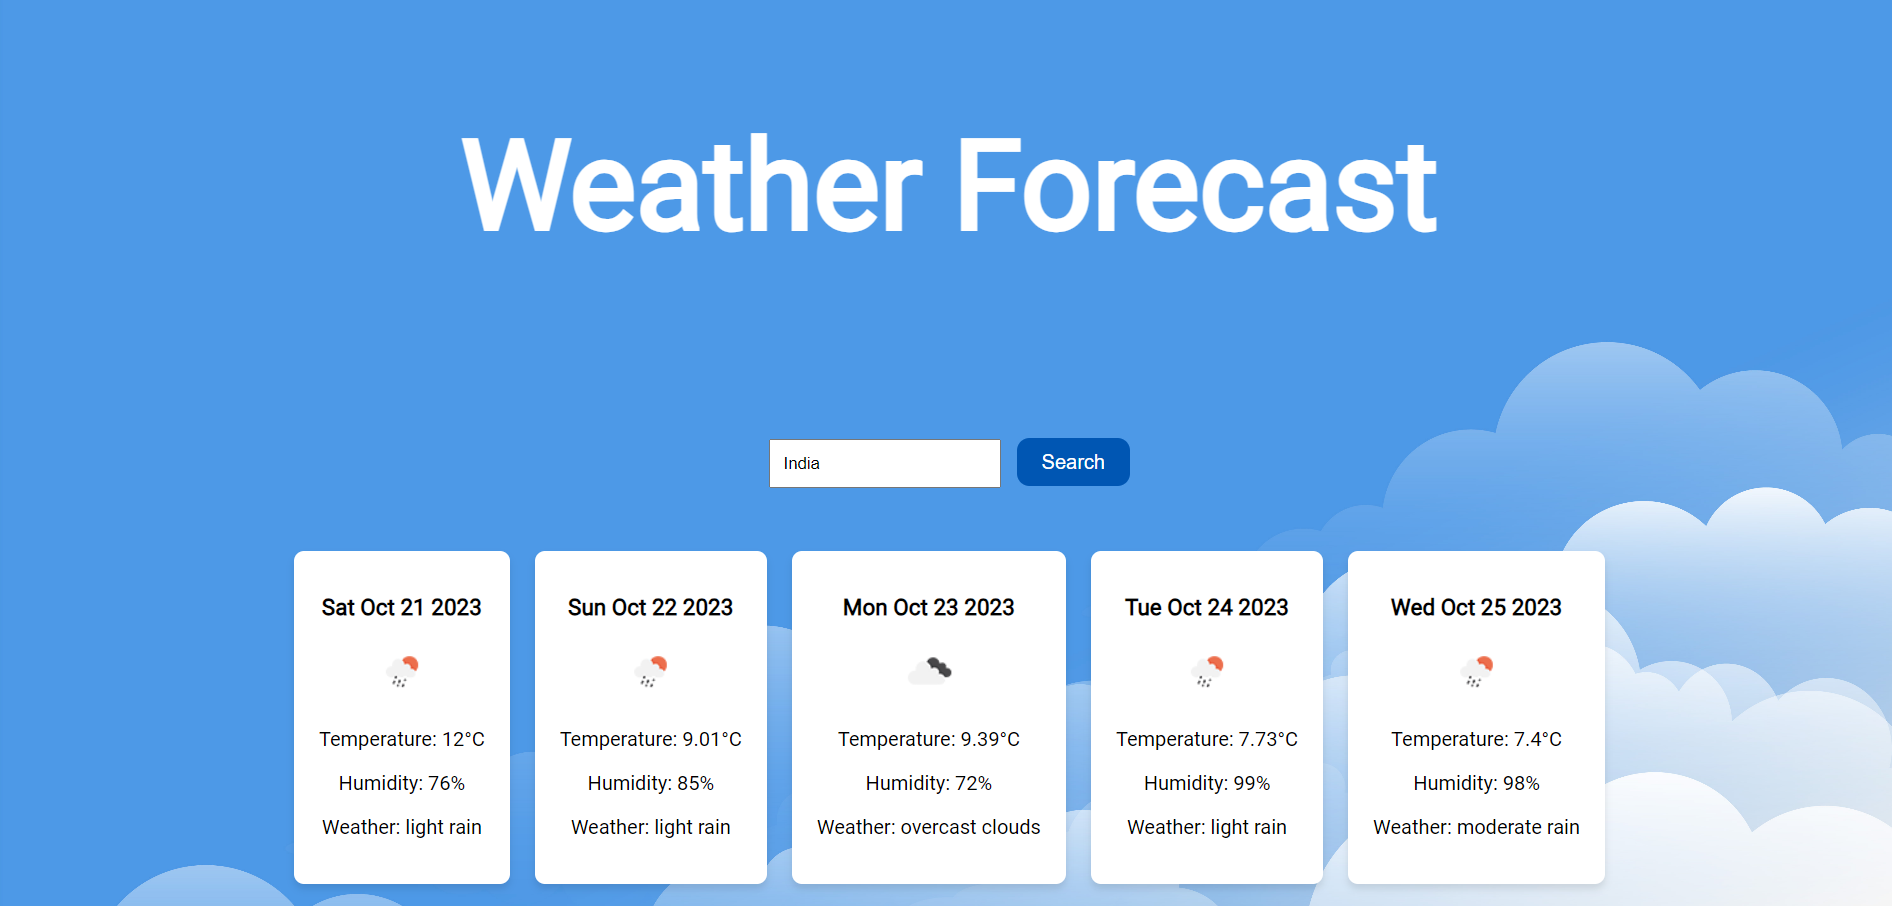 Weather Forecast
India
Search
Sat Oct 21 2023
Temperature: 12°C
Humidity: 76%
Weather: light rain
Sun Oct 22 2023
Temperature: 9.01°C
Humidity: 85%
Weather: light rain
Mon Oct 23 2023
Temperature: 9.39°C
Humidity: 72%
Weather: overcast clouds
Tue Oct 24 2023
Temperature: 7.73°C
Humidity: 99%
Weather: light rain
Wed Oct 25 2023
Temperature: 7.4°C
Humidity: 98%
Weather: moderate rain